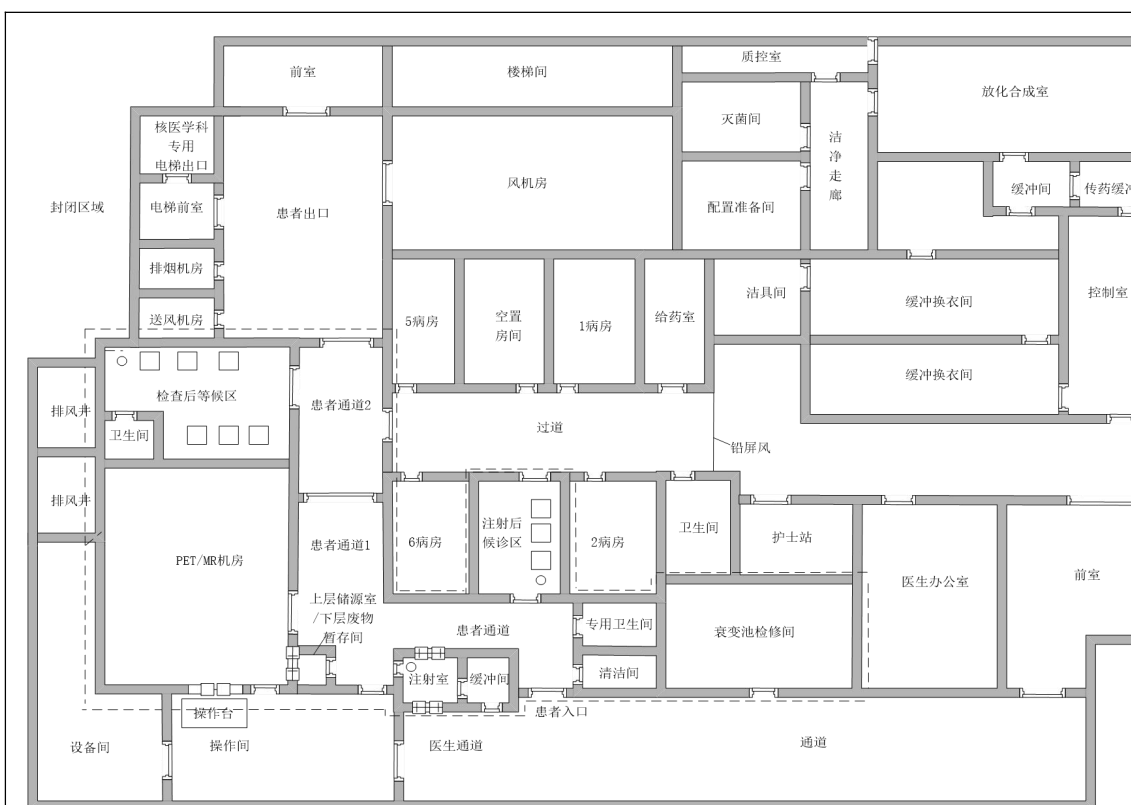 前室
楼梯间
质控室
放化合成室
核医学科
专用
电梯出口
灭菌间
洁
净
走
廊
风机房
缓冲间
传药缓冲
封闭区域
电梯前室
患者出口
配置准备间
排烟机房
洁具间
缓冲换衣间
控制室
送风机房
5病房
空置
房间
1病房
给药室
缓冲换衣间
检查后等候区
患者通道2
排风井
卫生间
过道
铅屏风
排风井
PET/MR机房
患者通道1
6病房
注射后
候诊区
2病房
卫生间
护士站
医生办公室
前室
上层储源室
/下层废物
暂存间
患者通道
专用卫生间
衰变池检修间
注射室
缓冲间
清洁间
操作台
患者入口
设备间
操作间
医生通道
通道